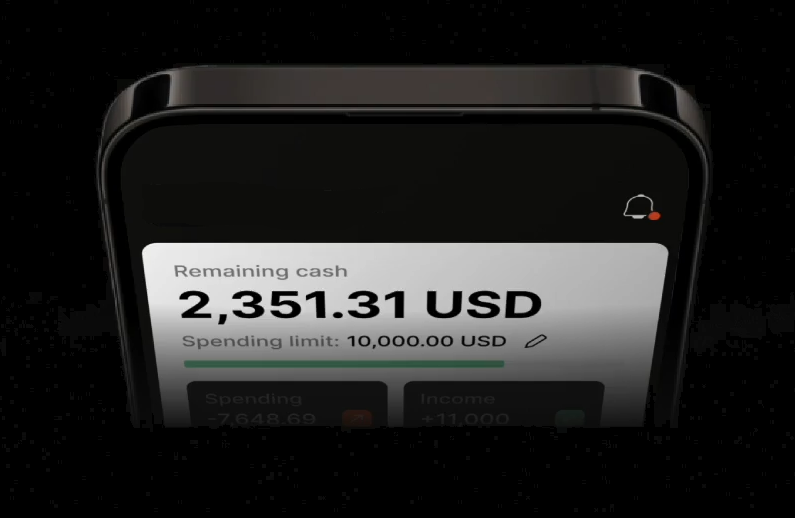 Remaining cash
2,351.31 USD
Spending limit: 10,000.00 USD
Spending
-7,648.69
Income
+11,000